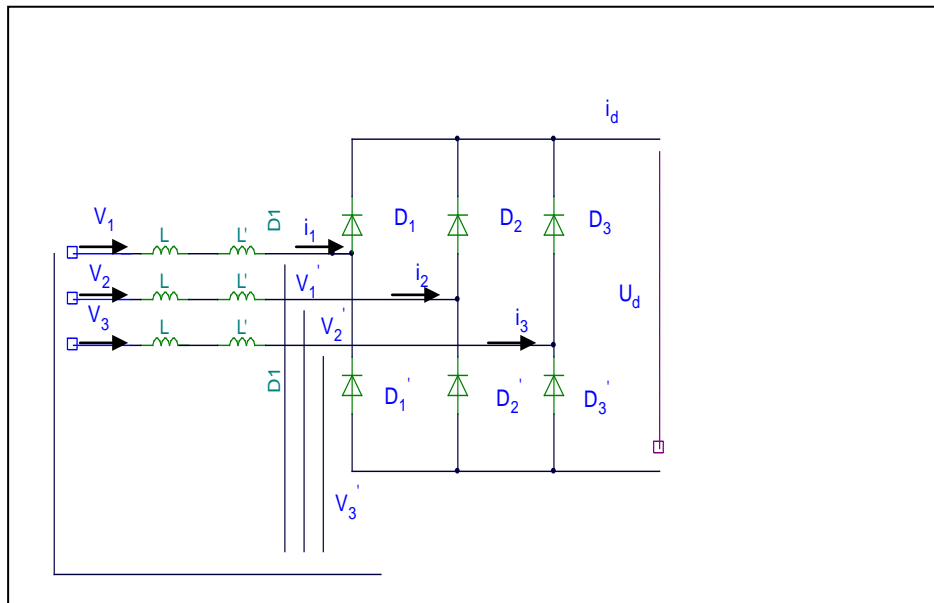 i_d
V_1
L
L'
D1
i_1
D_1
D_2
D_3
V_2
L
L'
V_1'
i_2
U_d
V_3
L
L'
V_2'
i_3
D1
D_1'
D_2'
D_3'
V_3'